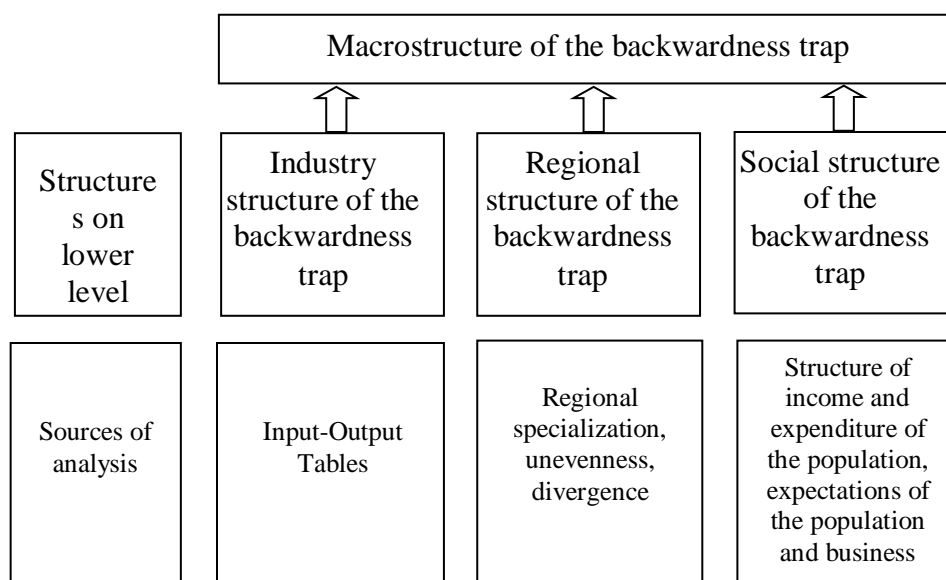 Macrostructure of the backwardness trap
Structure
s on
lower
level
Industry
structure of the
backwardness
trap
Regional
structure of the
backwardness
trap
Social structure
of the
backwardness
trap
Sources of
analysis
Input-Output
Tables
Regional
specialization,
unevenness,
divergence
Structure of
income and
expenditure of
the population,
expectations of
the population
and business